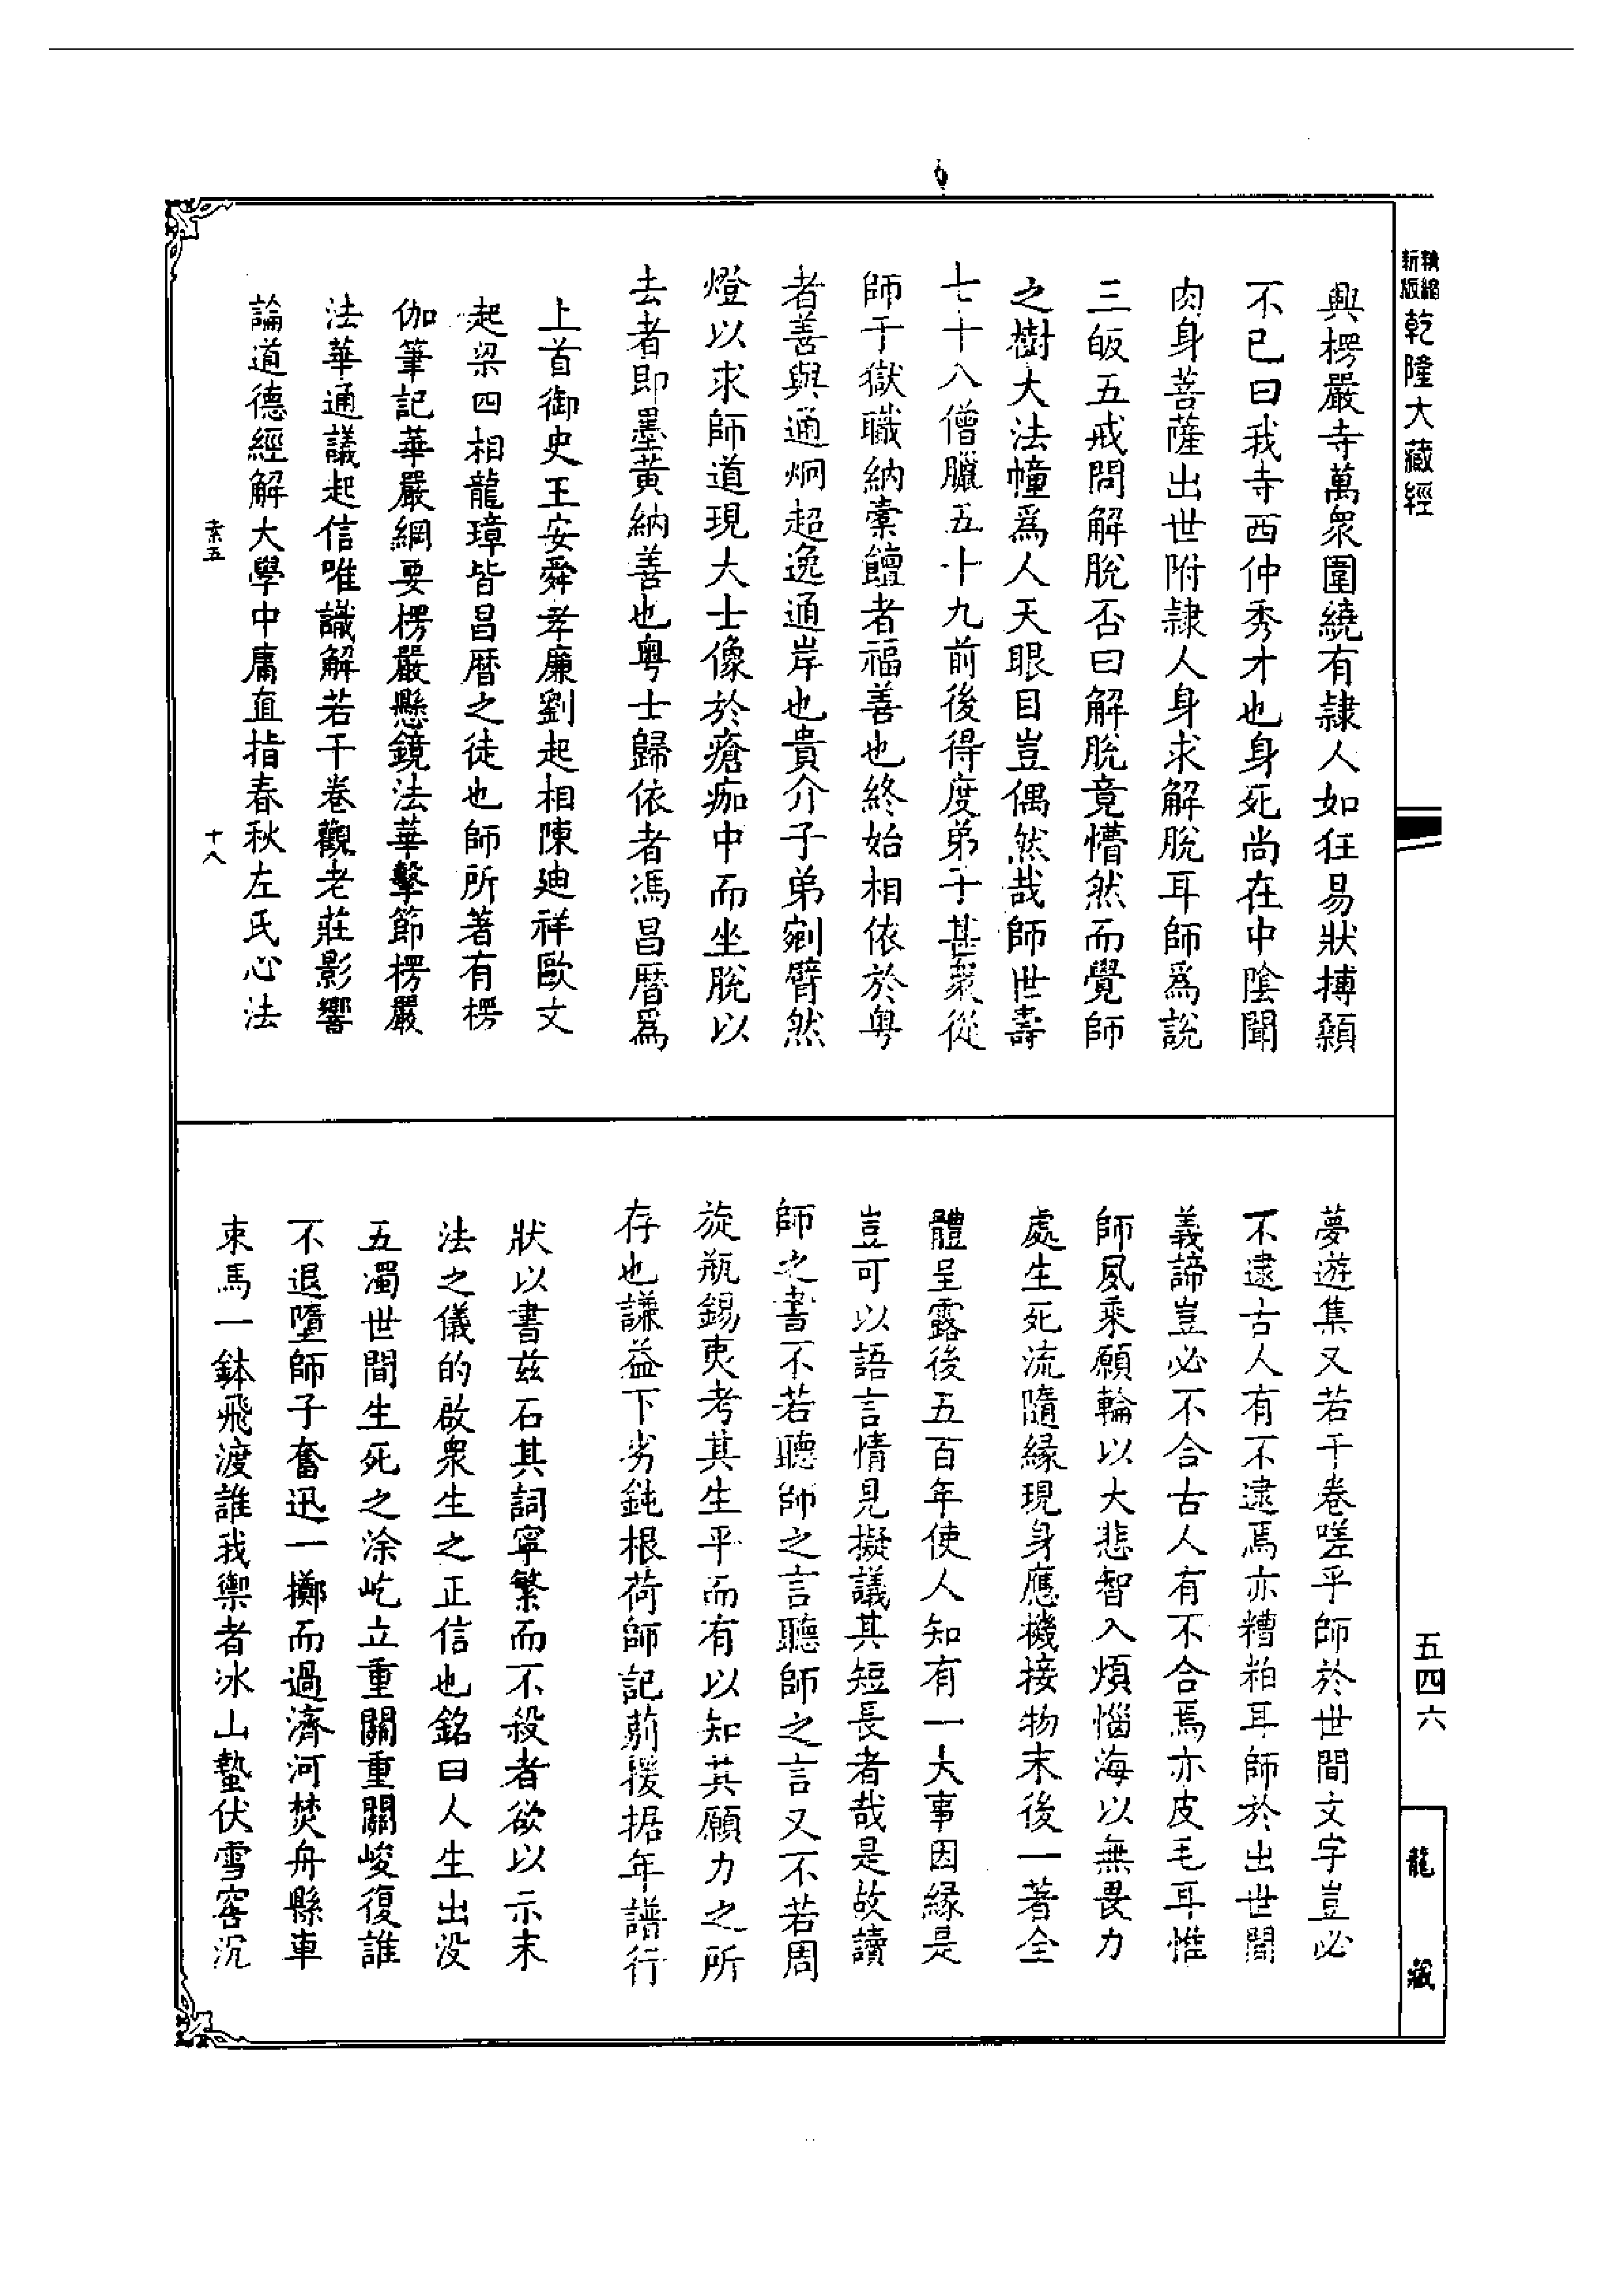 新版精縮乾隆大藏經
興楞嚴寺萬衆圍繞有隷人如狂易狀搏顙
不已曰我寺西仲秀才也身死尚在中陰聞
肉身菩薩出世附隷人身求解脫耳師爲說
三皈五戒問解脫否曰解脫竟懵然而覺師
之樹大法幢爲人天眼目豈偶然哉師世壽
七十八僧臘五十九前後得度弟子甚衆從
師于獄職納橐饘者福善也終始相依於粵
者善與通炯超逸通岸也貴介子弟剜臂然
燈以求師道現大士像於瘡痂中而坐脫以
去者即墨黃納善也粵士歸依者馮昌曆爲
上首御史王安舜孝廉劉起相陳廸祥歐文
起梁四相龍璋皆昌曆之徒也師所著有楞
伽筆記華嚴綱要楞嚴懸鏡法華擊節楞嚴
法華通議起信唯識解若干卷觀老莊影響
論道德經解大學中庸直指春秋左氏心法
素五
十八
夢遊集又若干卷嗟乎師於世間文字豈必
不逮古人有不逮焉亦糟粕耳師於出世間
義諦豈必不合古人有不合焉亦皮毛耳惟
師夙乘願輪以大悲智入煩惱海以無畏力
處生死流隨緣現身應機接物末後一著全
體呈露後五百年使人知有一大事因緣是
豈可以語言情見擬議其短長者哉是故讀
師之書不若聽師之言聽師之言又不若周
旋瓶錫夷考其生平而有以知其願力之所
存也謙益下劣鈍根荷師記莂援据年譜行
狀以書茲石其詞寧繁而不殺者欲以示末
法之儀的啟衆生之正信也銘曰人生出没
五濁世間生死之涂屹立重關重關峻復誰
不退墮師子奮迅一擲而過濟河焚舟縣車
束馬一鉢飛渡誰我禦者冰山蟄伏雪窖沉
五四六
龍藏